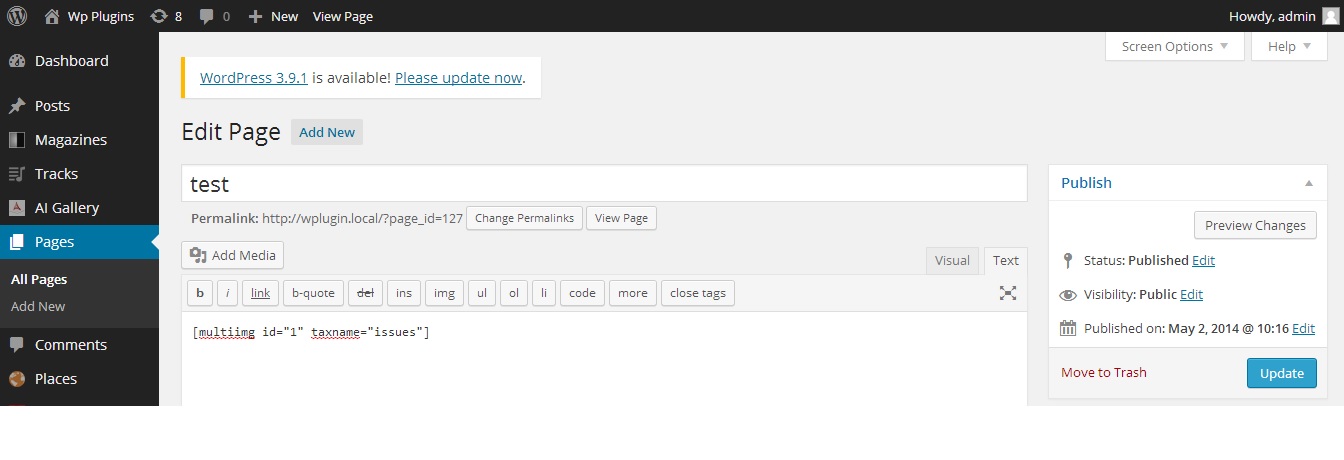 Wp Plugins 8 0 New View Page Howdy, admin
Screen Options Help
Dashboard
Posts
Magazines
Tracks
AI Gallery
Pages
All Pages
Add New
Comments
Places
WordPress 3.9.1 is available! Please update now.
Edit Page Add New
test
Permalink: http://wplugin.local/?page_id=127 Change Permalinks View Page
Add Media Visual Text
b i link b-quote del ins img ul ol li code more close tags
[multiimg id="1" taxname="issues"]
Publish
Preview Changes
Status: Published Edit
Visibility: Public Edit
Published on: May 2, 2014 @ 10:16 Edit
Move to Trash Update